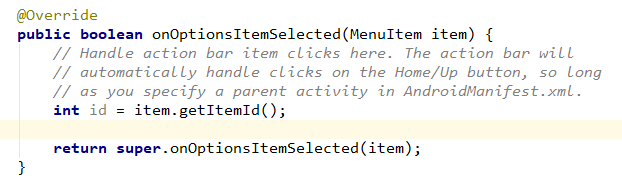 @Override
public boolean onOptionsItemSelected(MenuItem item) {
    // Handle action bar item clicks here. The action bar will
    // automatically handle clicks on the Home/Up button, so long
    // as you specify a parent activity in AndroidManifest.xml.
    int id = item.getItemId();

    return super.onOptionsItemSelected(item);
}